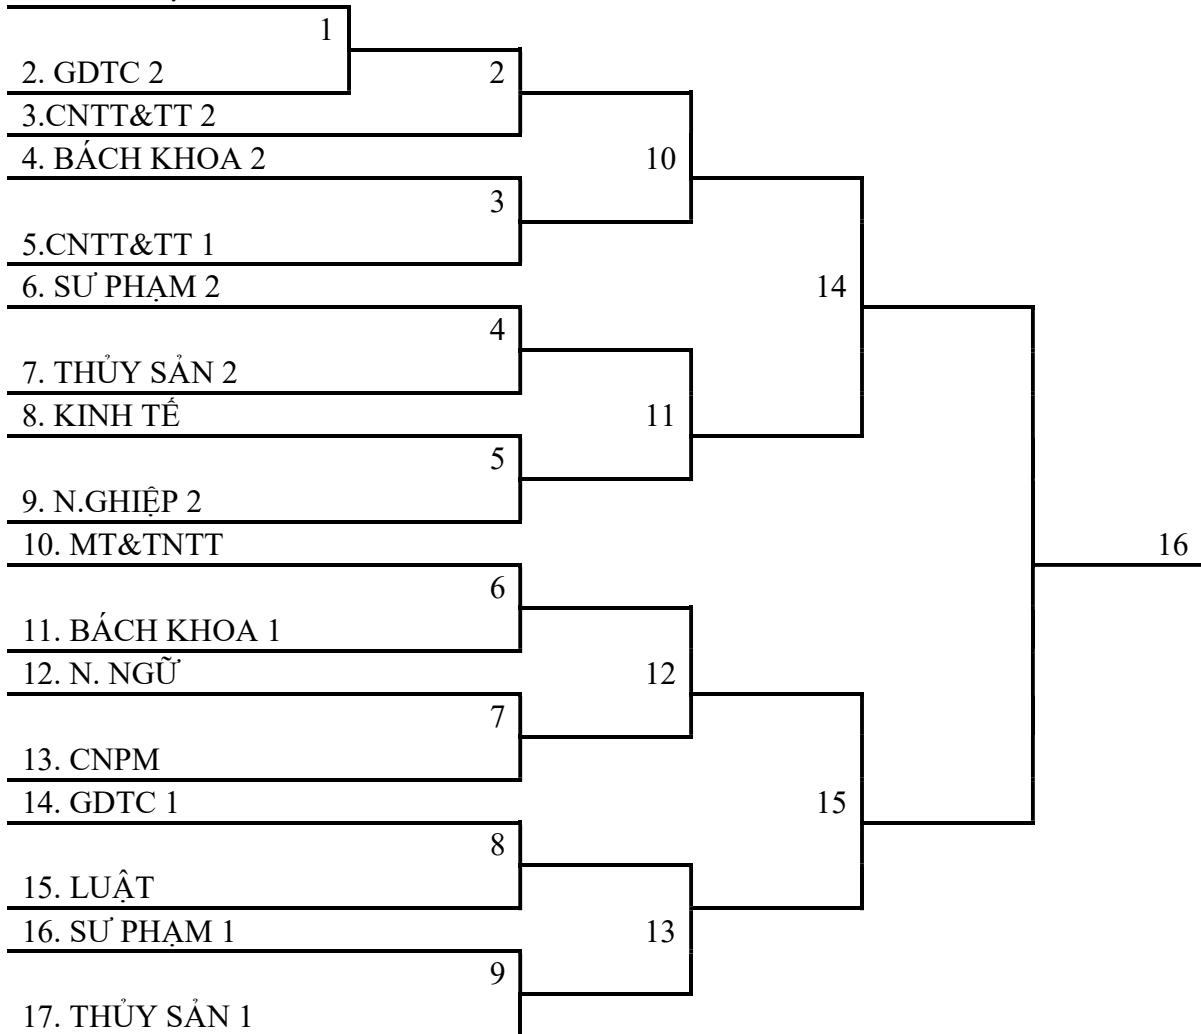 1
2. GDTC 2
2
3.CNTT&TT 2
4. BÁCH KHOA 2
10
3
5.CNTT&TT 1
6. SƯ PHẠM 2
14
4
7. THỦY SẢN 2
8. KINH TẾ
11
5
9. N.GHIỆP 2
10. MT&TNTT
16
6
11. BÁCH KHOA 1
12. N. NGỮ
12
7
13. CNPM
14. GDTC 1
15
8
15. LUẬT
16. SƯ PHẠM 1
13
9
17. THỦY SẢN 1